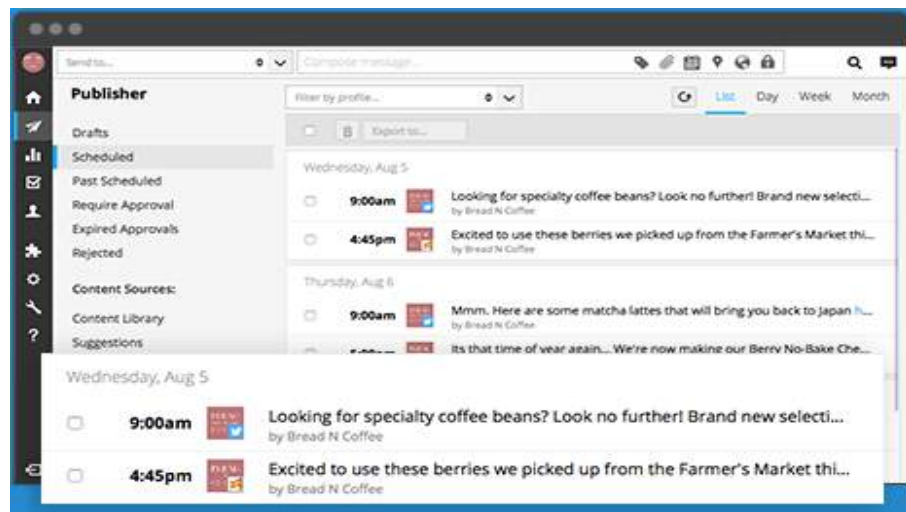 Send to...
Compose message...
Publisher
Filter by profile...
List Day Week Month
Drafts
Export to...
Scheduled
Wednesday, Aug 5
Past Scheduled
Require Approval
9:00am Looking for specialty coffee beans? Look no further! Brand new selecti...
by Bread N Coffee
Expired Approvals
4:45pm Excited to use these berries we picked up from the Farmer's Market thi...
by Bread N Coffee
Rejected
Thursday, Aug 6
Content Sources:
Content Library
9:00am Mmm. Here are some matcha lattes that will bring you back to Japan h...
by Bread N Coffee
Suggestions
Its that time of year again... We're now making our Berry No-Bake Che...
Wednesday, Aug 5
9:00am Looking for specialty coffee beans? Look no further! Brand new selecti...
by Bread N Coffee
4:45pm Excited to use these berries we picked up from the Farmer's Market thi...
by Bread N Coffee